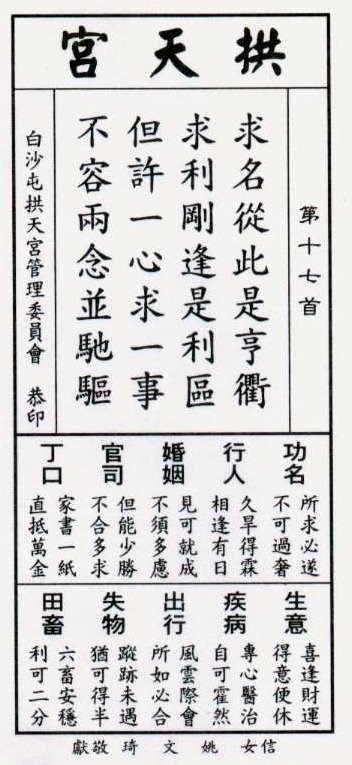 拱天宮
第十七首
求名從此是亨衢
求利剛逢是利區
但許一心求一事
不容兩念並馳驅
白沙屯拱天宮管理委員會 恭印
功名
所求必遂
不可過奢
行人
久旱得霖
相逢有日
婚姻
見可就成
不須多慮
官司
但能少勝
不合多求
丁口
家書一紙
直抵萬金
生意
喜逢財運
得意便休
疾病
專心醫治
自可霍然
出行
風雲際會
所如必合
失物
蹤跡未遇
猶可得半
田畜
六畜安穩
利可二分
信女姚文琦敬獻